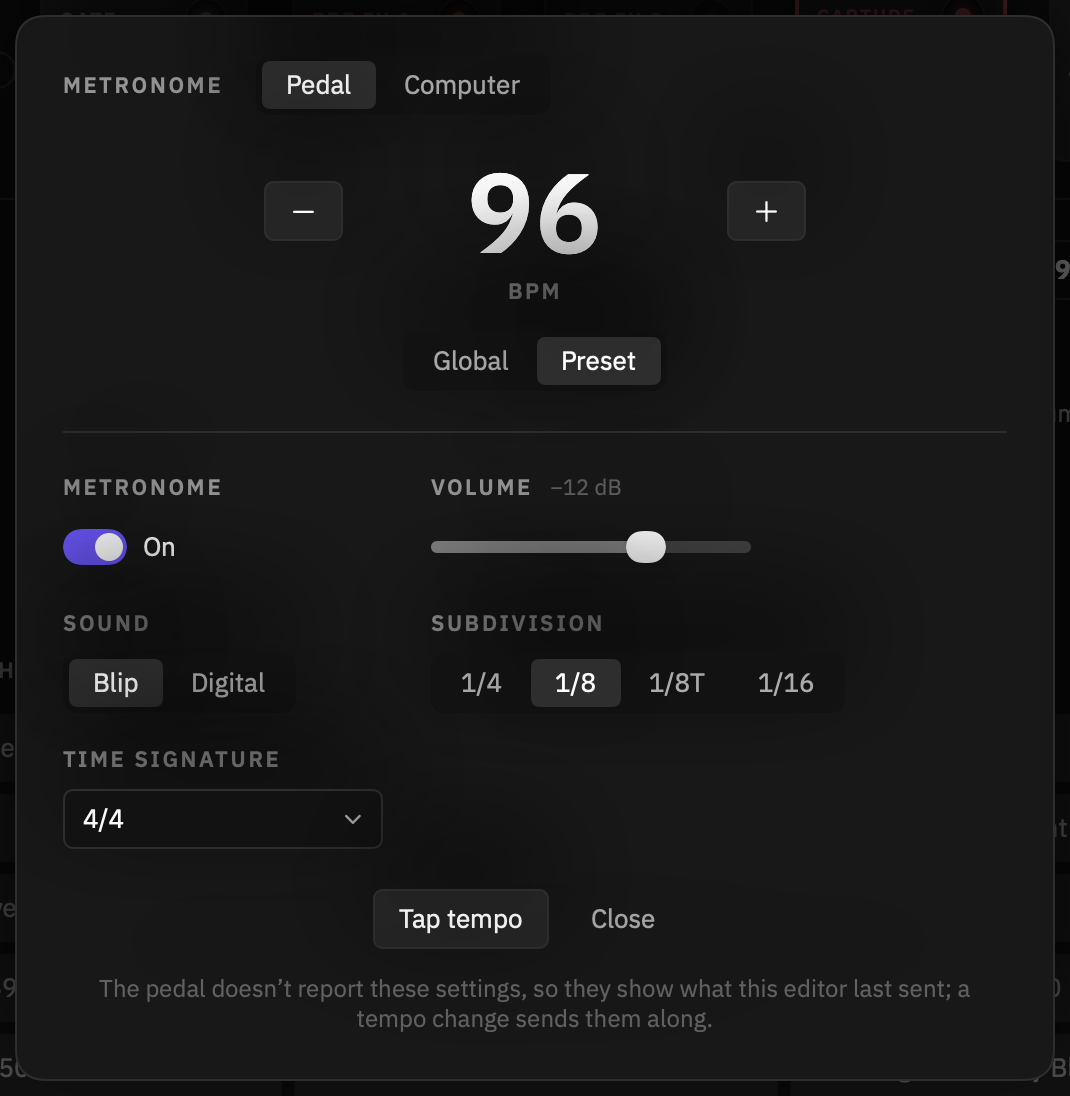 METRONOME Pedal Computer
− 96 +
BPM
Global Preset
METRONOME VOLUME −12 dB
On
SOUND SUBDIVISION
Blip Digital 1/4 1/8 1/8T 1/16
TIME SIGNATURE
4/4
Tap tempo Close
The pedal doesn’t report these settings, so they show what this editor last sent; a
tempo change sends them along.